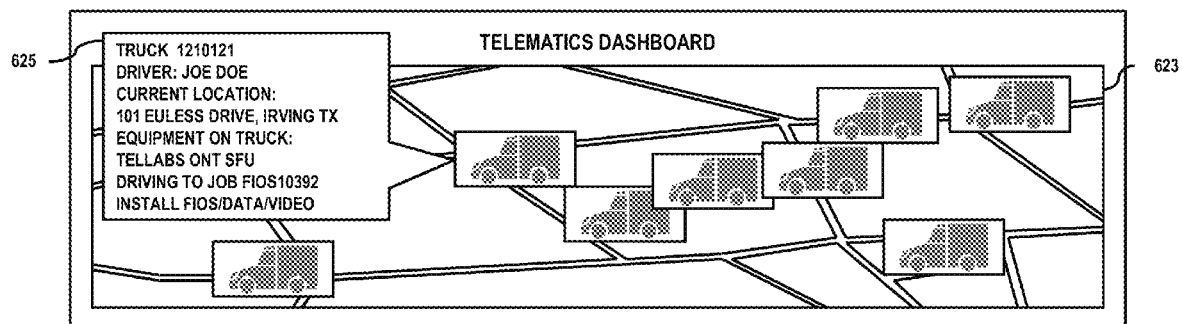 TELEMATICS DASHBOARD
625
623
TRUCK 1210121
DRIVER: JOE DOE
CURRENT LOCATION:
101 EULESS DRIVE, IRVING TX
EQUIPMENT ON TRUCK:
TELLABS ONT SFU
DRIVING TO JOB FIOS10392
INSTALL FIOS/DATA/VIDEO